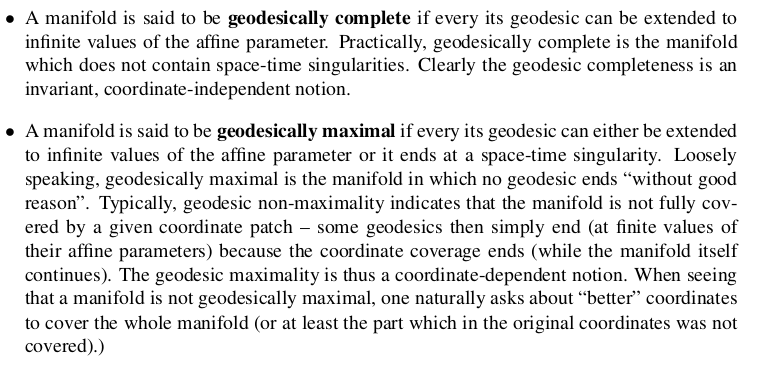 • A manifold is said to be geodesically complete if every its geodesic can be extended to
infinite values of the affine parameter. Practically, geodesically complete is the manifold
which does not contain space-time singularities. Clearly the geodesic completeness is an
invariant, coordinate-independent notion.
• A manifold is said to be geodesically maximal if every its geodesic can either be extended
to infinite values of the affine parameter or it ends at a space-time singularity. Loosely
speaking, geodesically maximal is the manifold in which no geodesic ends “without good
reason”. Typically, geodesic non-maximality indicates that the manifold is not fully cov-
ered by a given coordinate patch – some geodesics then simply end (at finite values of
their affine parameters) because the coordinate coverage ends (while the manifold itself
continues). The geodesic maximality is thus a coordinate-dependent notion. When seeing
that a manifold is not geodesically maximal, one naturally asks about “better” coordinates
to cover the whole manifold (or at least the part which in the original coordinates was not
covered).)